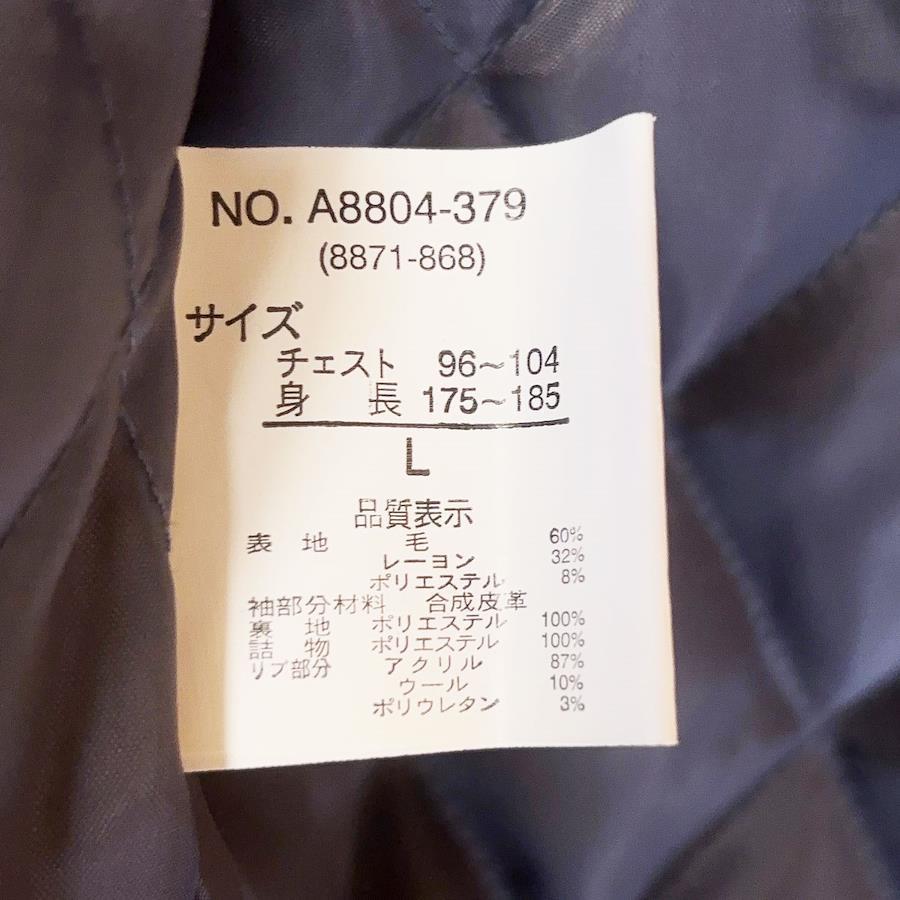 NO. A8804-379
(8871-868)
サイズ
チェスト 96～104
身 長 175～185
L
品質表示
表 地 毛 60%
レーヨン 32%
ポリエステル 8%
袖部分材料 合成皮革
裏 地 ポリエステル 100%
詰 物 ポリエステル 100%
リブ部分 アクリル 87%
ウール 10%
ポリウレタン 3%